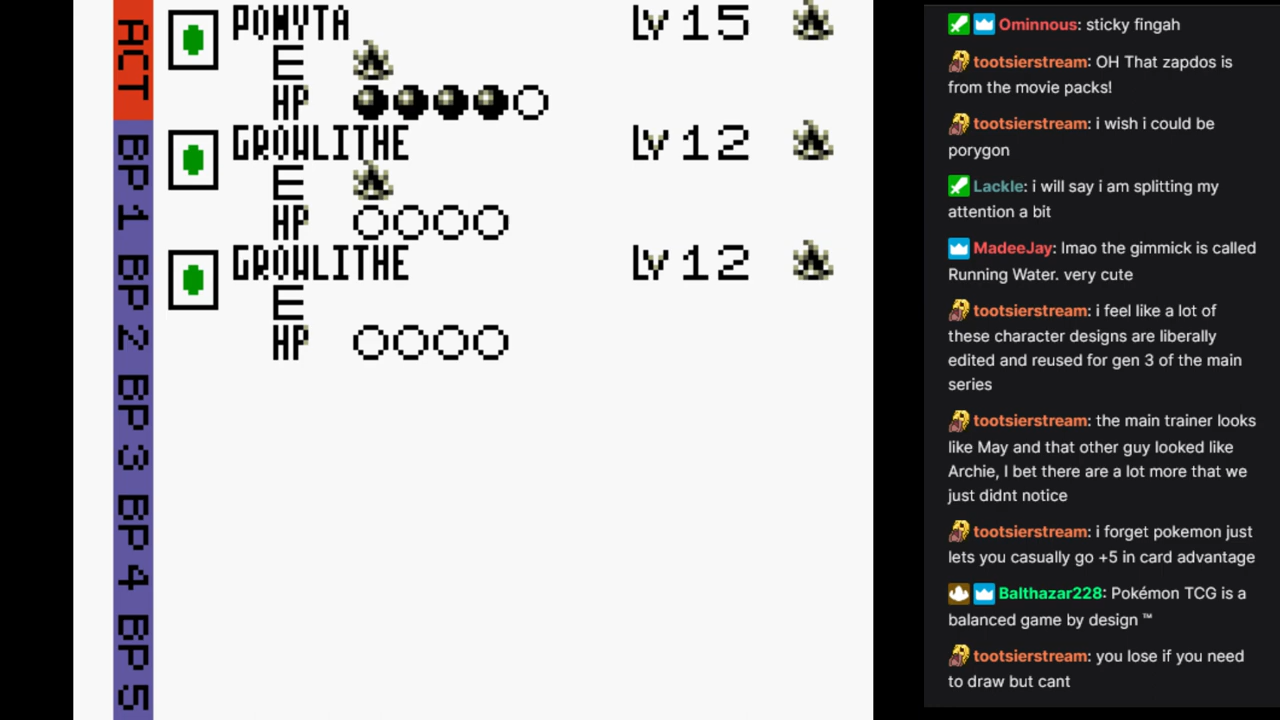 ACT
PONYTA Lv 15
E
HP
BP 1
GROWLITHE Lv 12
E
HP
BP 2
GROWLITHE Lv 12
E
HP
BP 3
BP 4
BP 5
Ominnous: sticky fingah
tootsierstream: OH That zapdos is
from the movie packs!
tootsierstream: i wish i could be
porygon
Lackle: i will say i am splitting my
attention a bit
MadeeJay: lmao the gimmick is called
Running Water. very cute
tootsierstream: i feel like a lot of
these character designs are liberally
edited and reused for gen 3 of the main
series
tootsierstream: the main trainer looks
like May and that other guy looked like
Archie, I bet there are a lot more that we
just didnt notice
tootsierstream: i forget pokemon just
lets you casually go +5 in card advantage
Balthazar228: Pokémon TCG is a
balanced game by design ™
tootsierstream: you lose if you need
to draw but cant